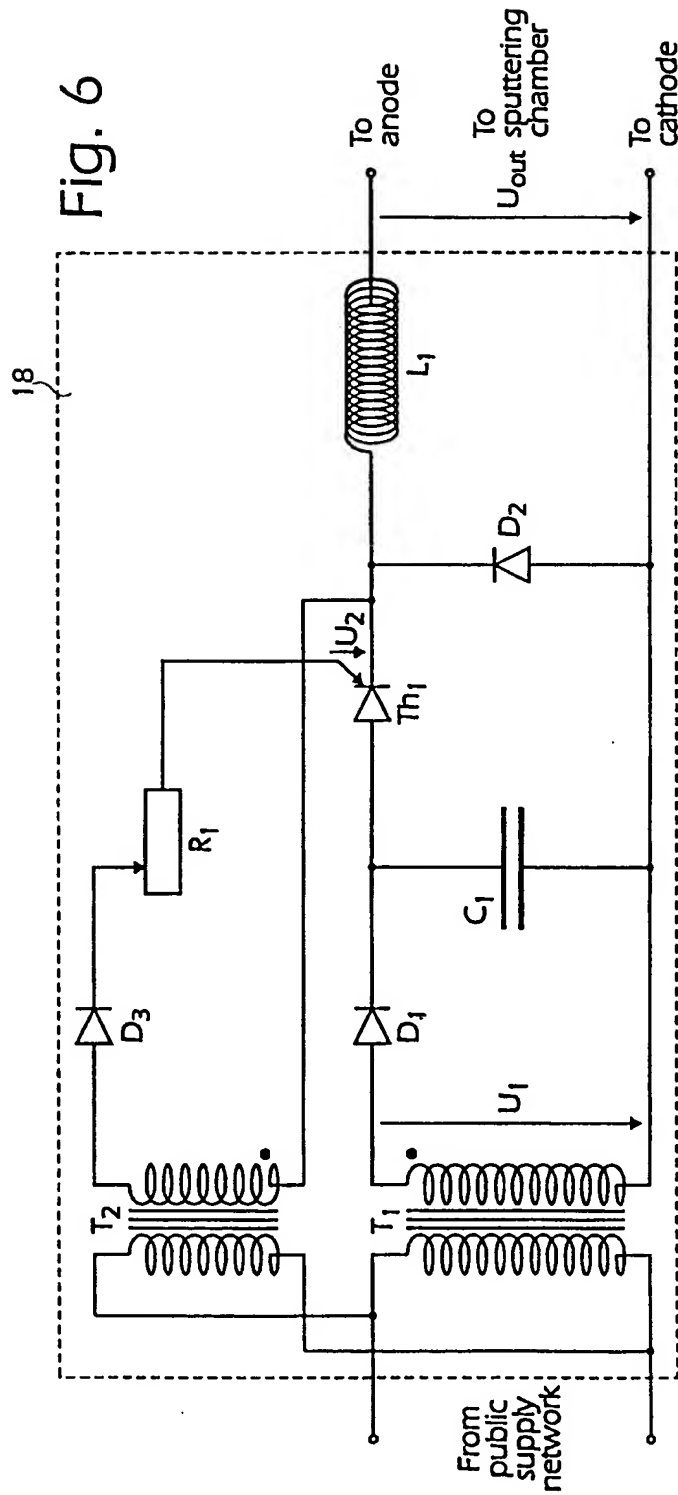 Fig. 6
18
To
anode
To
U_out sputtering
chamber
To
cathode
L₁
D₂
U₂
Th₁
R₁
C₁
D₃
D₁
U₁
T₂
T₁
From
public
supply
network